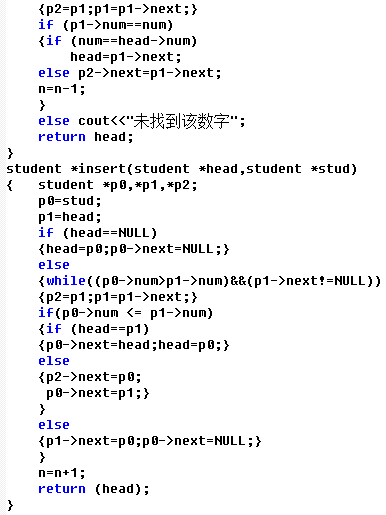 {p2=p1;p1=p1->next;}
if (p1->num==num)
{if (num==head->num)
head=p1->next;
else p2->next=p1->next;
n=n-1;
}
else cout<<"未找到该数字";
return head;
}
student *insert(student *head,student *stud)
{ student *p0,*p1,*p2;
p0=stud;
p1=head;
if (head==NULL)
{head=p0;p0->next=NULL;}
else
{while((p0->num>p1->num)&&(p1->next!=NULL))
{p2=p1;p1=p1->next;}
if(p0->num <= p1->num)
{if (head==p1)
{p0->next=head;head=p0;}
else
{p2->next=p0;
p0->next=p1;}
}
else
{p1->next=p0;p0->next=NULL;}
}
n=n+1;
return (head);
}